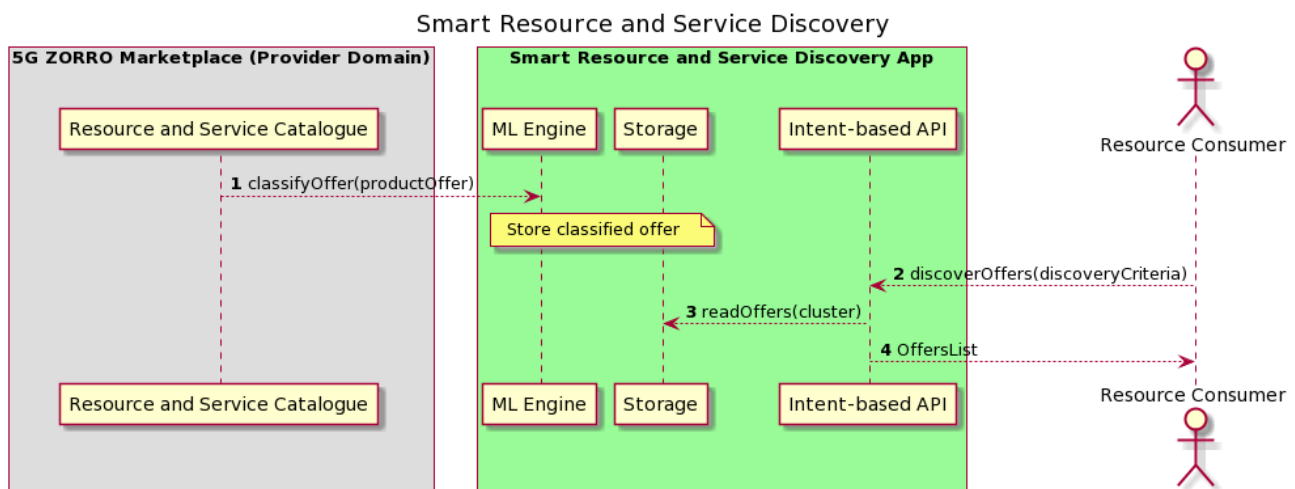 Smart Resource and Service Discovery
5G ZORRO Marketplace (Provider Domain)
Smart Resource and Service Discovery App
Resource and Service Catalogue
ML Engine
Storage
Intent-based API
Resource Consumer
1 classifyOffer(productOffer)
Store classified offer
2 discoverOffers(discoveryCriteria)
3 readOffers(cluster)
4 OffersList
Resource and Service Catalogue
ML Engine
Storage
Intent-based API
Resource Consumer